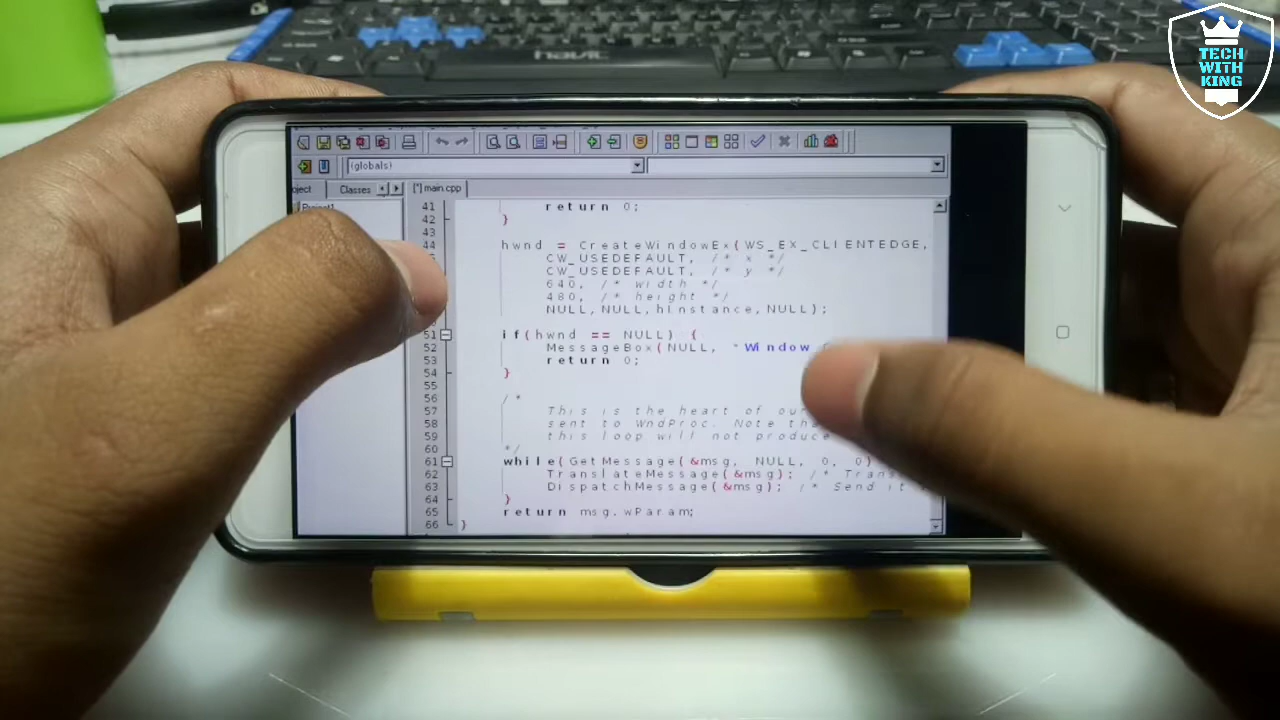 havic
TECH
WITH
KING
(globals)
oject
Classes
[*] main.cpp
Project1
41 return 0;
42 }
43
44 hwnd = CreateWindowEx(WS_EX_CLIENTEDGE,
CW_USEDEFAULT, /* x */
CW_USEDEFAULT, /* y */
640, /* width */
480, /* height */
NULL,NULL,hInstance,NULL);
51 if(hwnd == NULL) {
52 MessageBox(NULL, "Window
53 return 0;
54 }
55
56 /*
57 This is the heart of our
58 sent to WndProc. Note
59 this loop will not produce
60 */
61 while(GetMessage(&msg, NULL, 0, 0)
62 TranslateMessage(&msg); /*
63 DispatchMessage(&msg); /* Send it
64 }
65 return msg.wParam;
66 }